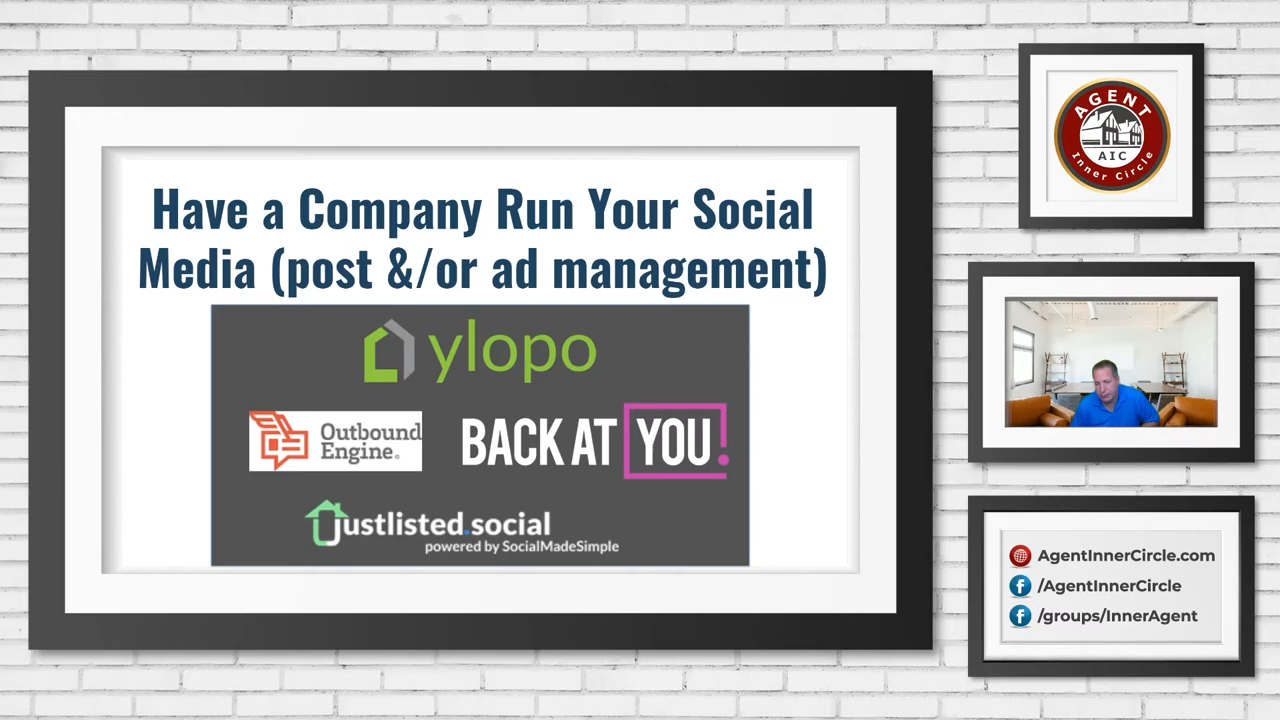 Have a Company Run Your Social
Media (post &/or ad management)
ylopo
Outbound
Engine®
BACK AT YOU!
justlisted.social
powered by SocialMadeSimple
AGENT
AIC
Inner Circle
AgentInnerCircle.com
/AgentInnerCircle
/groups/InnerAgent